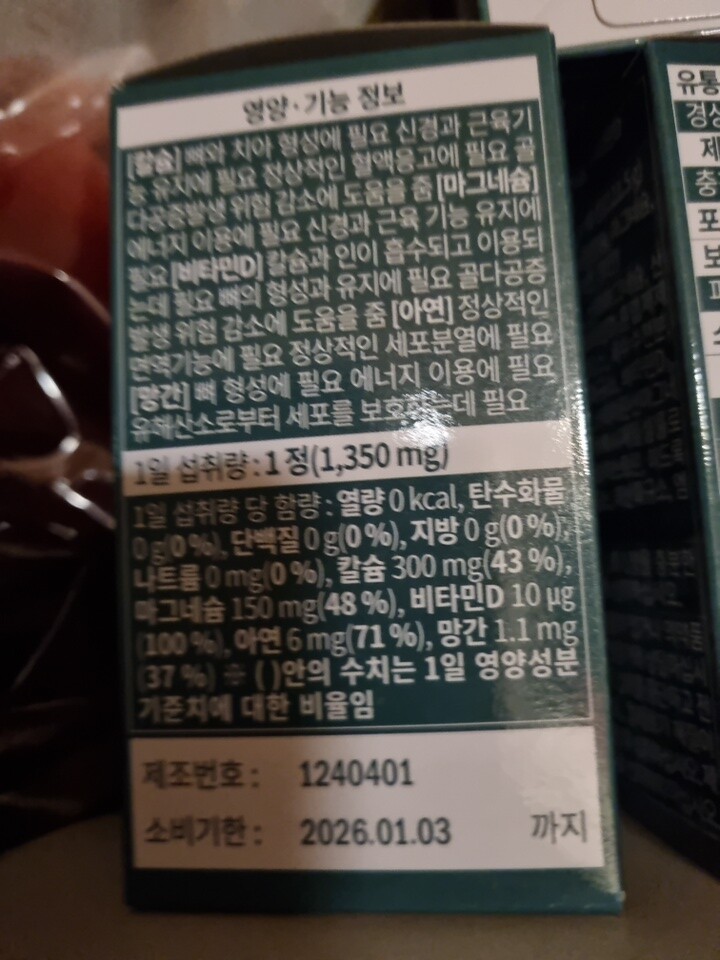 영양·기능 정보
[칼슘] 뼈와 치아 형성에 필요 신경과 근육기
능 유지에 필요 정상적인 혈액응고에 필요 골
다공증발생 위험 감소에 도움을 줌 [마그네슘]
에너지 이용에 필요 신경과 근육 기능 유지에
필요 [비타민D] 칼슘과 인이 흡수되고 이용되
는데 필요 뼈의 형성과 유지에 필요 골다공증
발생 위험 감소에 도움을 줌 [아연] 정상적인
면역기능에 필요 정상적인 세포분열에 필요
[망간] 뼈 형성에 필요 에너지 이용에 필요
유해산소로부터 세포를 보호하는데 필요
1일 섭취량 : 1 정(1,350 mg)
1일 섭취량 당 함량 : 열량 0 kcal, 탄수화물
0 g(0 %), 단백질 0 g(0 %), 지방 0 g(0 %),
나트륨 0 mg(0 %), 칼슘 300 mg(43 %),
마그네슘 150 mg(48 %), 비타민D 10 μg
(100 %), 아연 6 mg(71 %), 망간 1.1 mg
(37 %) ※ ( )안의 수치는 1일 영양성분
기준치에 대한 비율임
제조번호 : 1240401
소비기한 : 2026.01.03 까지
유통